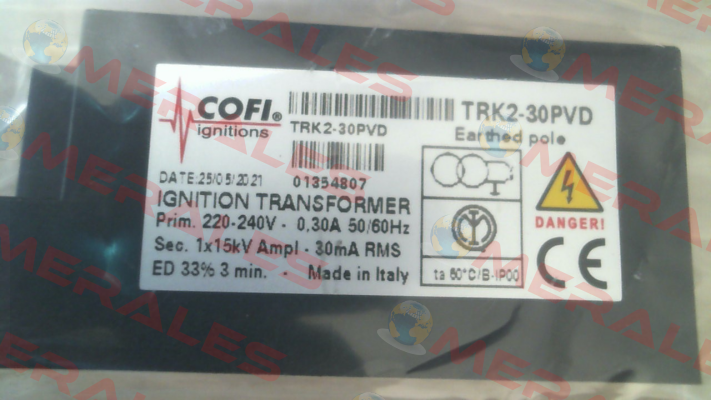 COFI®
ignitions
TRK2-30PVD
TRK2-30PVD
Earthed pole
DATE:25/05/2021
01354807
IGNITION TRANSFORMER
Prim. 220-240V - 0,30A 50/60Hz
Sec. 1x15kV Ampl - 30mA RMS
ED 33% 3 min. - Made in Italy
ta 60°C/B-IP00
DANGER!
CE
MERALES
MERALES
MERALES
MERALES
MERALES